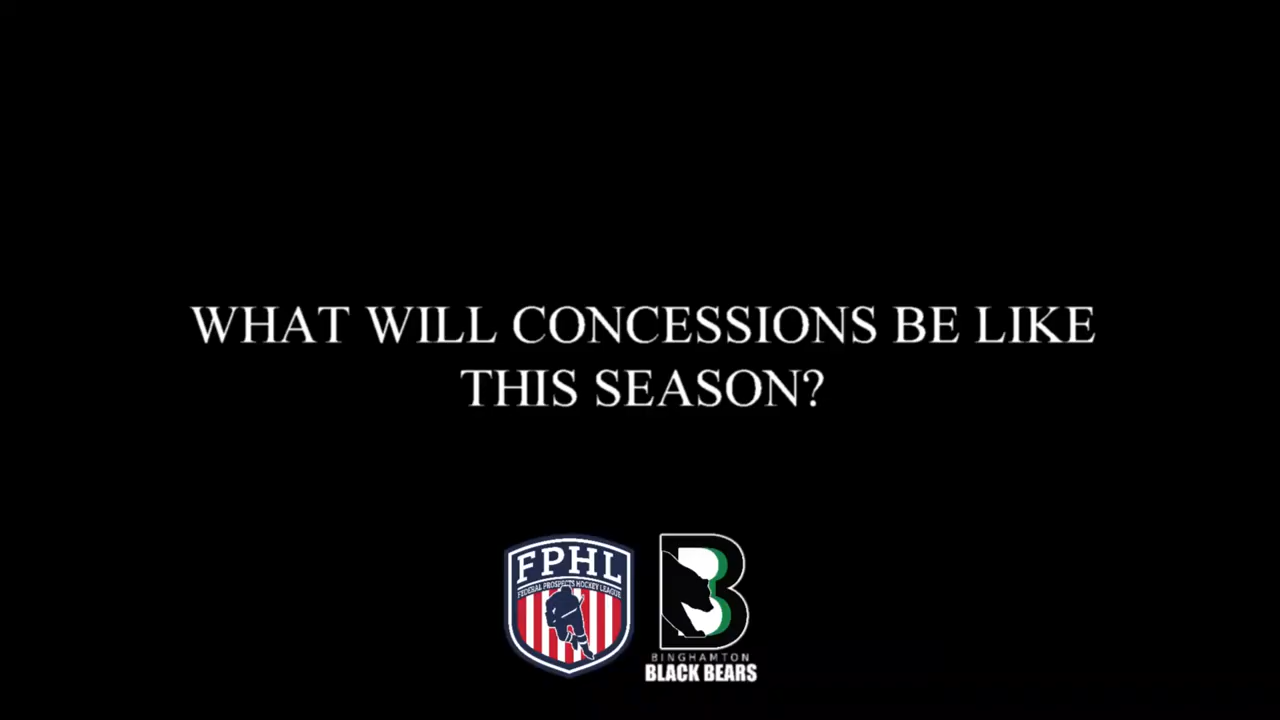 WHAT WILL CONCESSIONS BE LIKE
THIS SEASON?
FPHL
FEDERAL PROSPECTS HOCKEY LEAGUE
B
BINGHAMTON
BLACK BEARS